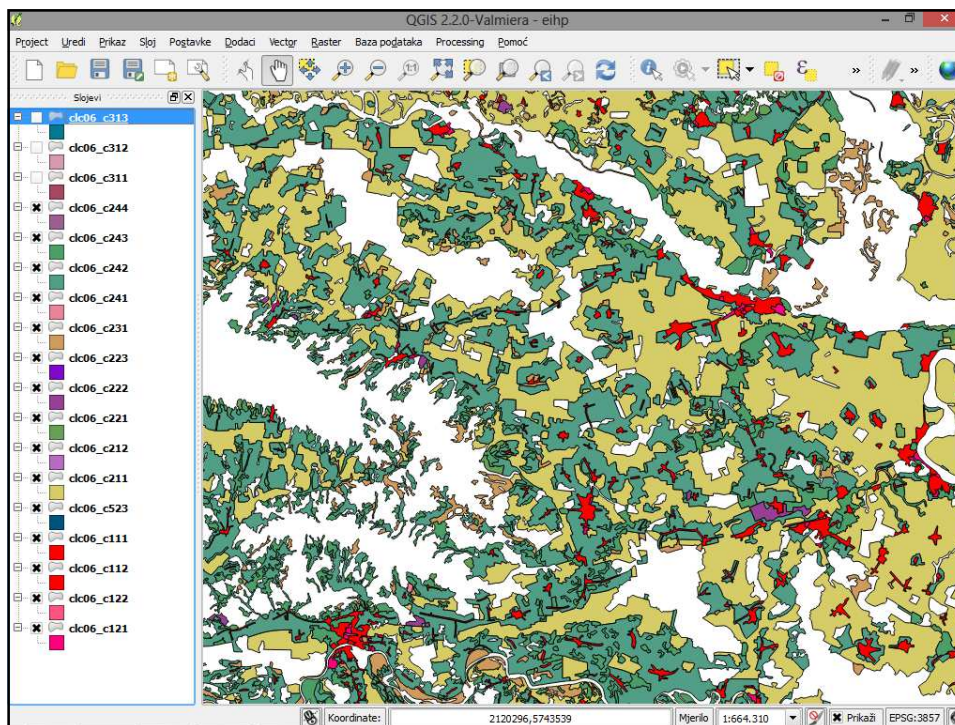 QGIS 2.2.0-Valmiera - eihp
Project Uredi Prikaz Sloj Postavke Dodaci Vector Raster Baza podataka Processing Pomoć
1:1
ε
» »
Slojevi
clc06_c313
clc06_c312
clc06_c311
clc06_c244
clc06_c243
clc06_c242
clc06_c241
clc06_c231
clc06_c223
clc06_c222
clc06_c221
clc06_c212
clc06_c211
clc06_c523
clc06_c111
clc06_c112
clc06_c122
clc06_c121
Koordinate: 2120296,5743539 Mjerilo 1:664.310 Prikaži EPSG:3857